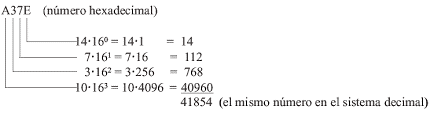 A37E (número hexadecimal)
14·16⁰ = 14·1 = 14
7·16¹ = 7·16 = 112
3·16² = 3·256 = 768
10·16³ = 10·4096 = 40960
41854 (el mismo número en el sistema decimal)